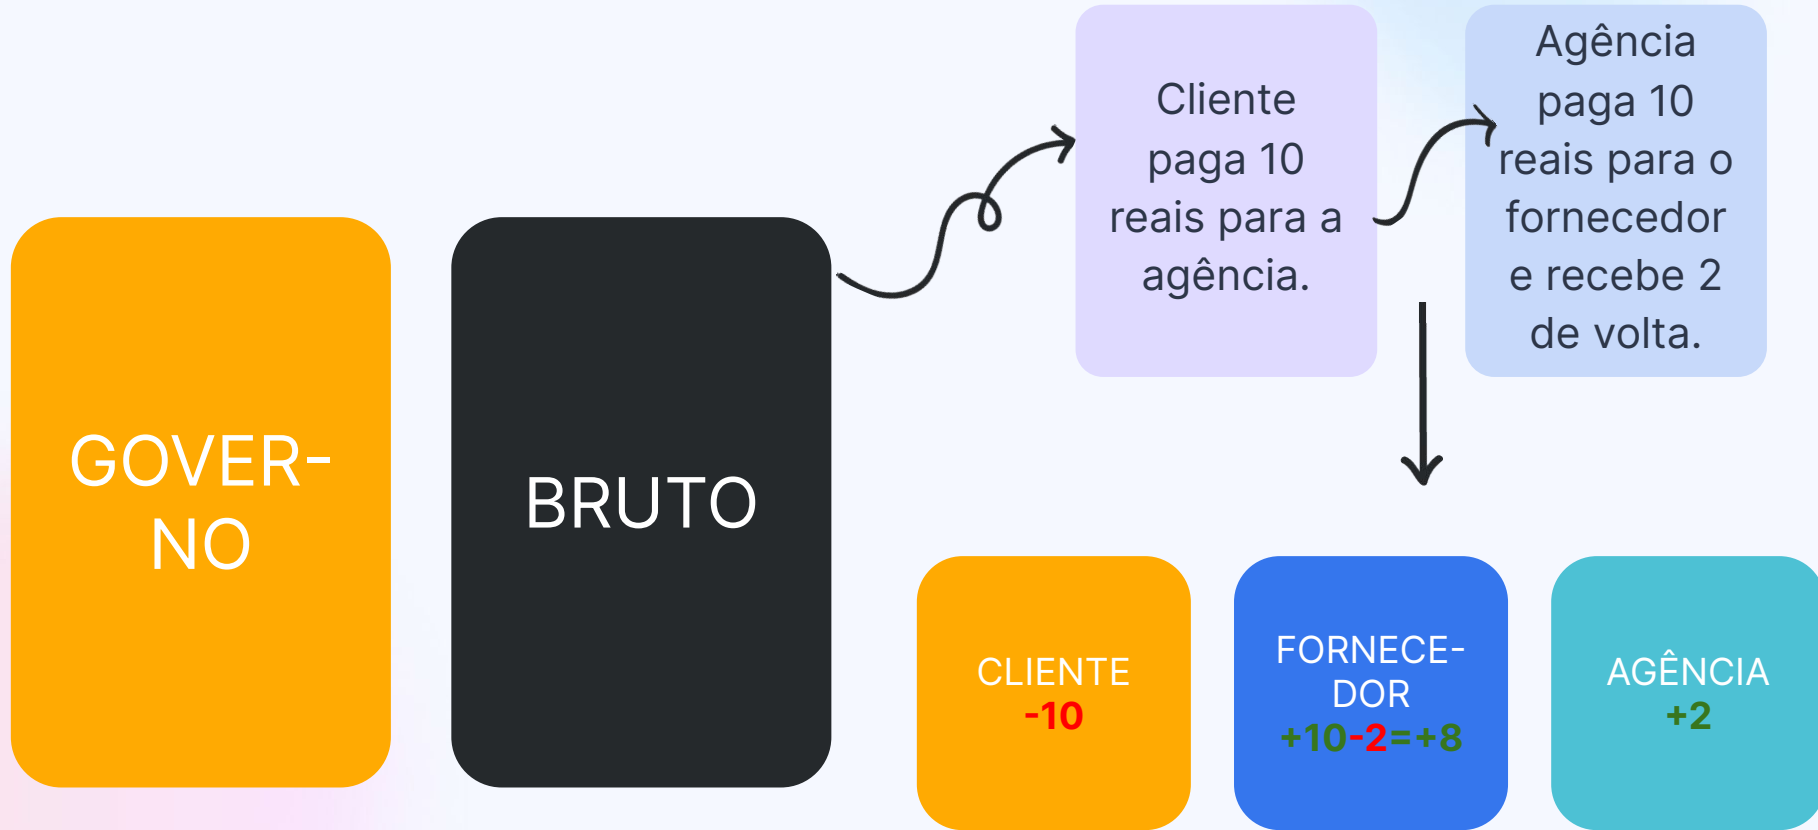 GOVER-
NO
BRUTO
Cliente
paga 10
reais para a
agência.
Agência
paga 10
reais para o
fornecedor
e recebe 2
de volta.
CLIENTE
-10
FORNECE-
DOR
+10-2=+8
AGÊNCIA
+2